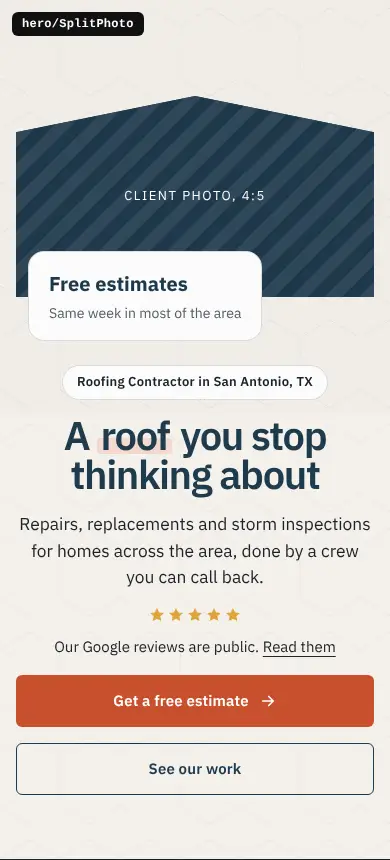 hero/SplitPhoto
CLIENT PHOTO, 4:5
Free estimates
Same week in most of the area
Roofing Contractor in San Antonio, TX
A roof you stop
thinking about
Repairs, replacements and storm inspections
for homes across the area, done by a crew
you can call back.
Our Google reviews are public. Read them
Get a free estimate →
See our work